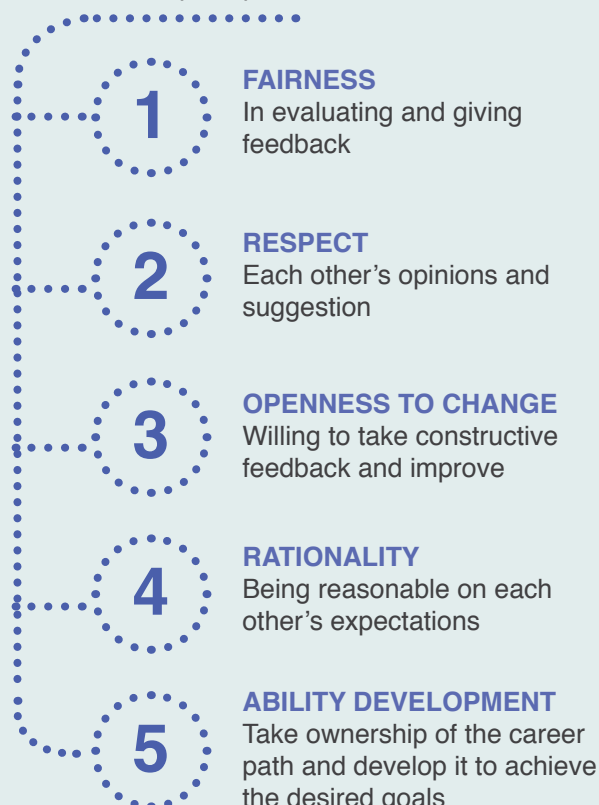 1
FAIRNESS
In evaluating and giving
feedback
2
RESPECT
Each other's opinions and
suggestion
3
OPENNESS TO CHANGE
Willing to take constructive
feedback and improve
4
RATIONALITY
Being reasonable on each
other's expectations
5
ABILITY DEVELOPMENT
Take ownership of the career
path and develop it to achieve
the desired goals